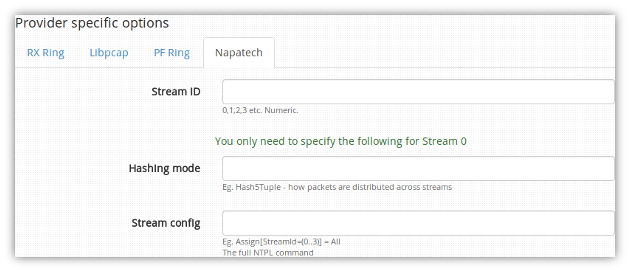 Provider specific options
RX Ring Libpcap PF Ring Napatech
Stream ID
0,1,2,3 etc. Numeric.
You only need to specify the following for Stream 0
Hashing mode
Eg. Hash5Tuple - how packets are distributed across streams
Stream config
Eg. Assign[StreamId=(0..3)] = All
The full NTPL command